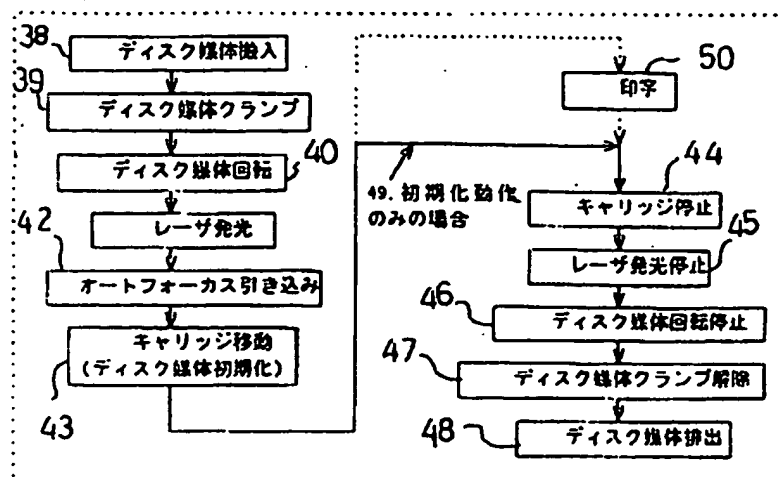 38
ディスク媒体搬入
39
ディスク媒体クランプ
ディスク媒体回転
40
レーザ発光
42
オートフォーカス引き込み
キャリッジ移動
(ディスク媒体初期化)
43
50
印字
49. 初期化動作
のみの場合
44
キャリッジ停止
45
レーザ発光停止
46
ディスク媒体回転停止
47
ディスク媒体クランプ解除
48
ディスク媒体排出